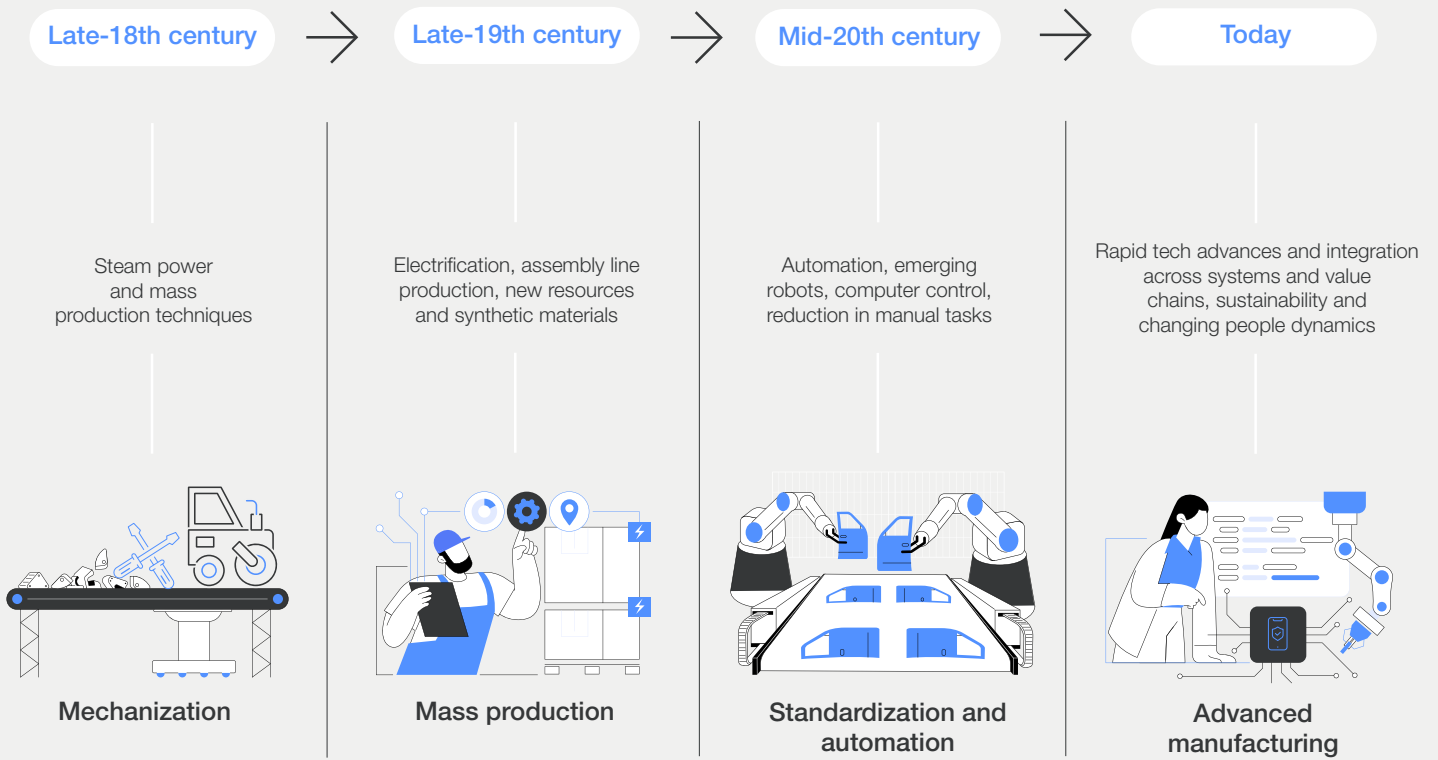 Late-18th century
Late-19th century
Mid-20th century
Today
Steam power
and mass
production techniques
Electrification, assembly line
production, new resources
and synthetic materials
Automation, emerging
robots, computer control,
reduction in manual tasks
Rapid tech advances and integration
across systems and value
chains, sustainability and
changing people dynamics
Mechanization
Mass production
Standardization and
automation
Advanced
manufacturing